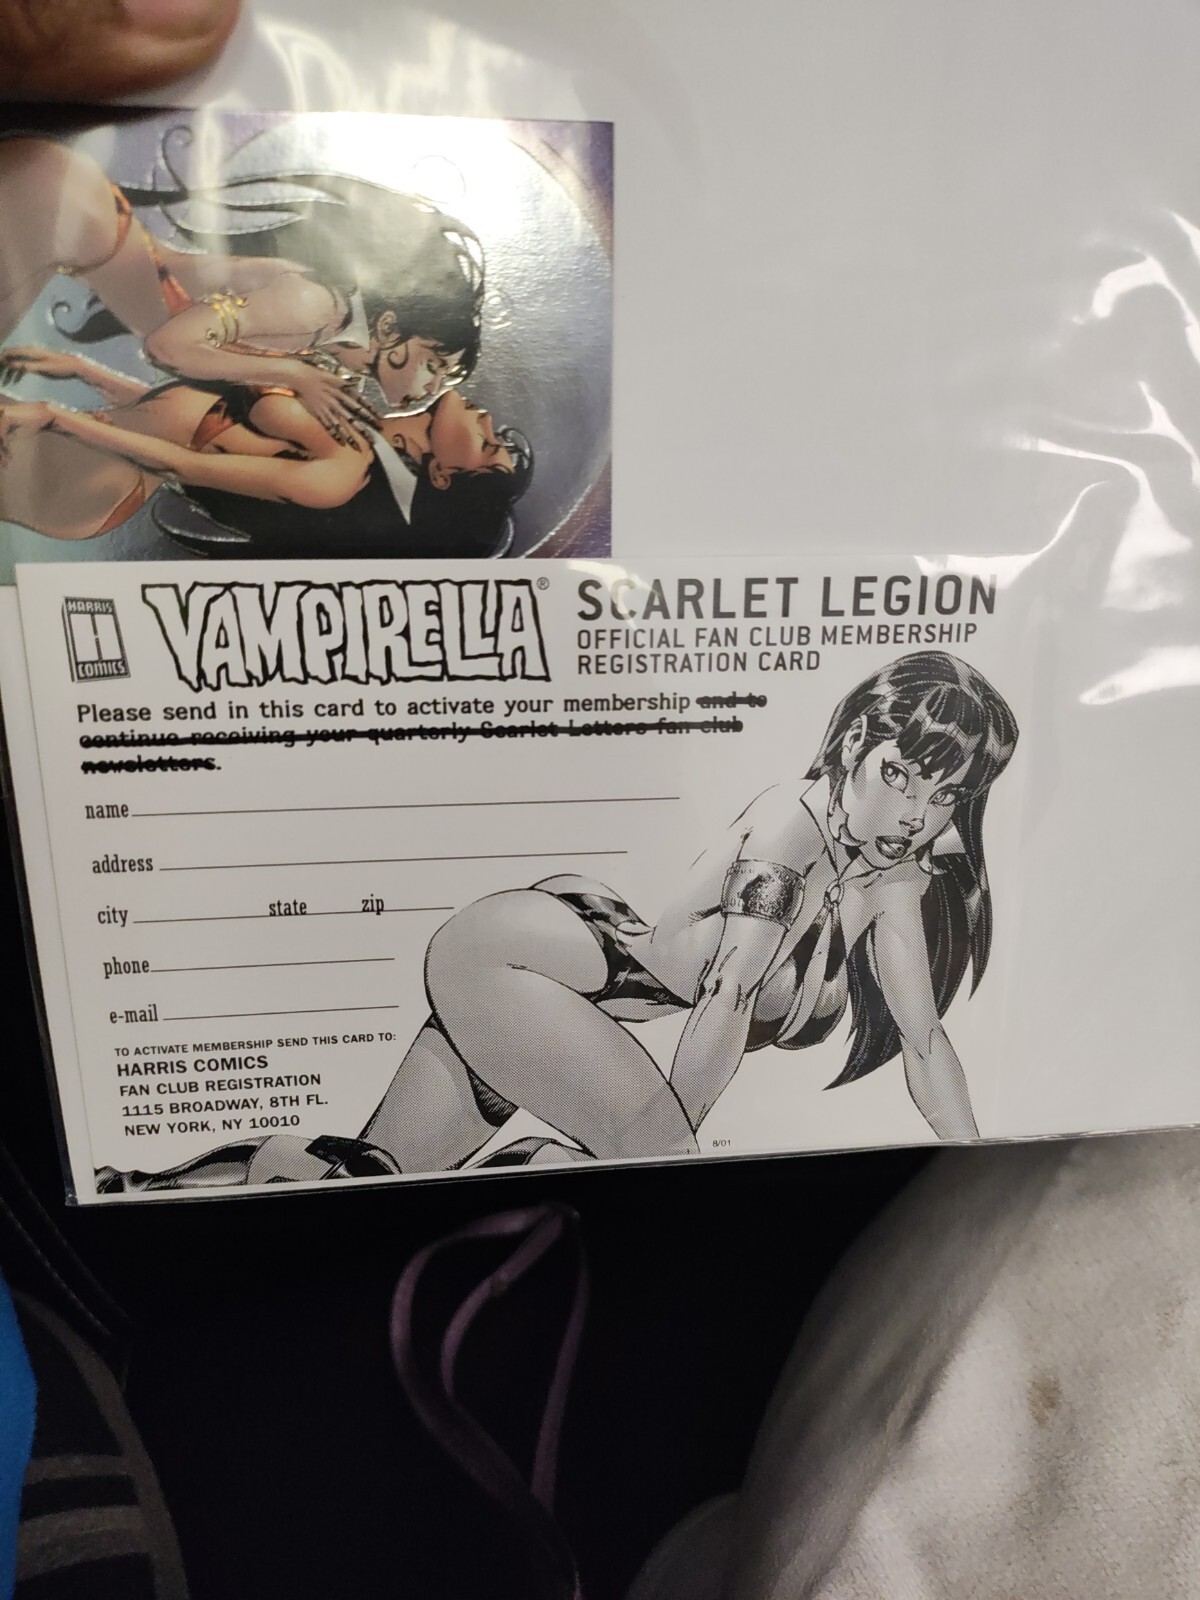 HARRIS
H
COMICS
VAMPIRELLA®
SCARLET LEGION
OFFICIAL FAN CLUB MEMBERSHIP
REGISTRATION CARD
Please send in this card to activate your membership and to
continue receiving your quarterly Scarlet Letters fan club
newsletters.
name
address
city state zip
phone
e-mail
TO ACTIVATE MEMBERSHIP SEND THIS CARD TO:
HARRIS COMICS
FAN CLUB REGISTRATION
1115 BROADWAY, 8TH FL.
NEW YORK, NY 10010
8/01